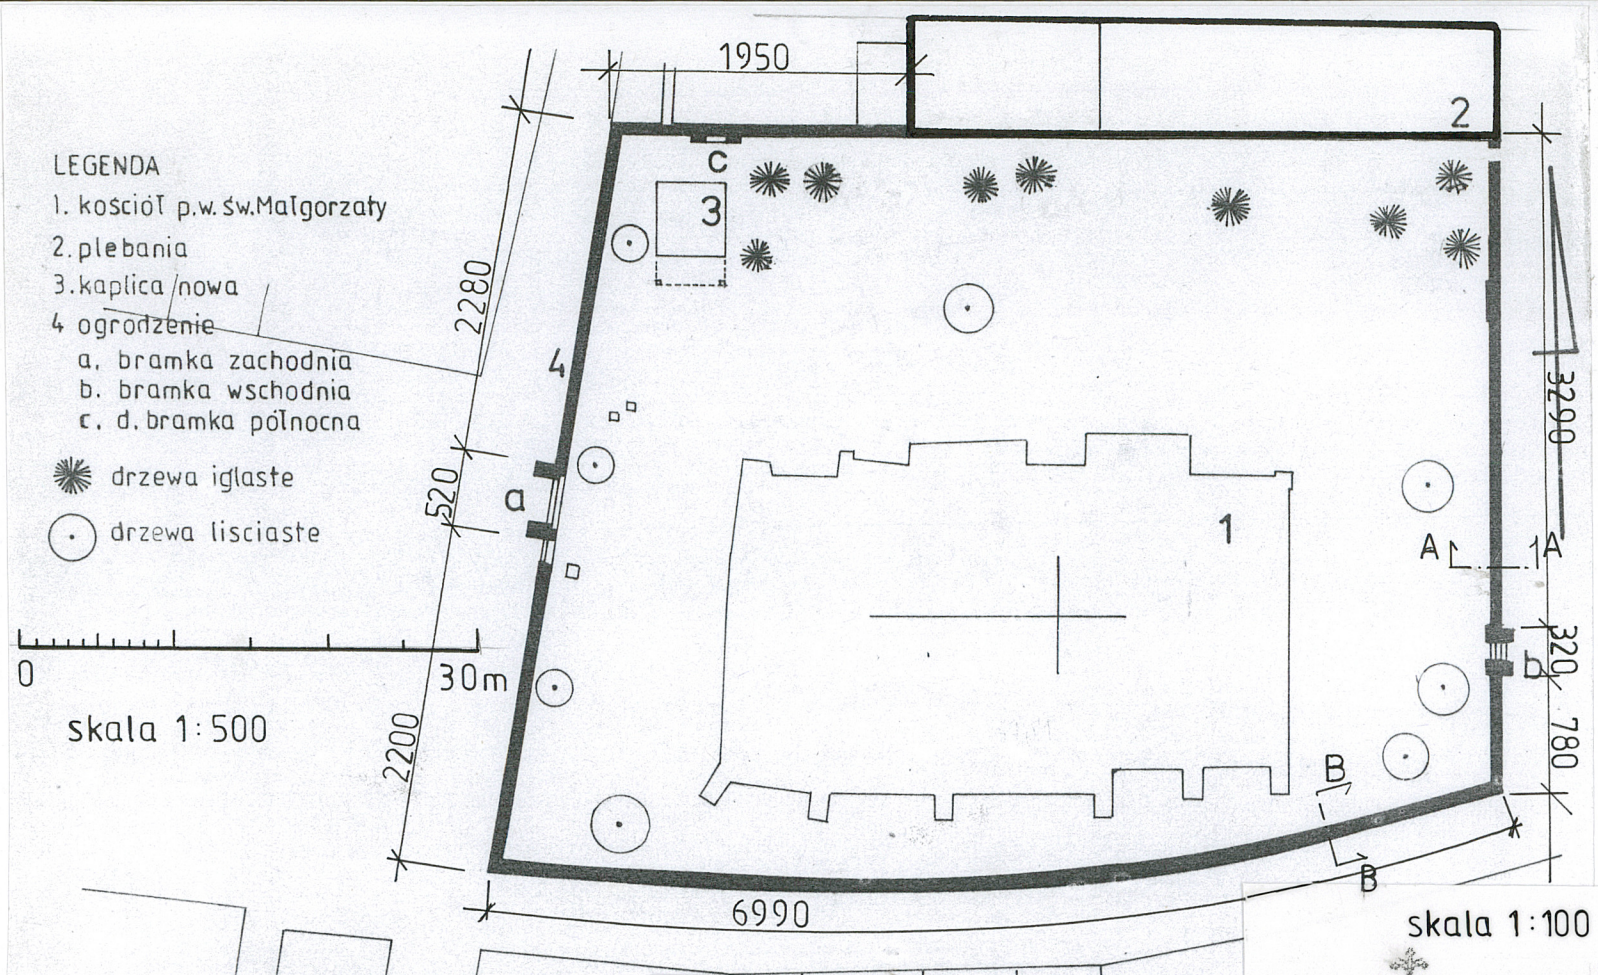 1950
2
LEGENDA
1. kościół p.w. św. Małgorzaty
2. plebania
3. kaplica /nowa
4 ogrodzenie
a. bramka zachodnia
b. bramka wschodnia
c. d. bramka północna
drzewa iglaste
drzewa lisciaste
0 30m
skala 1:500
c
3
2280
4
520
a
2200
1
3290
A A
320
b
780
B
B
6990
skala 1:100